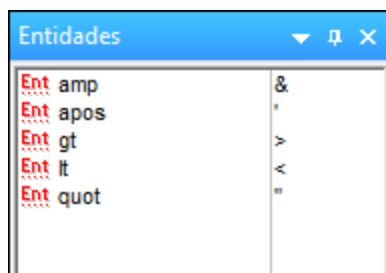 Entidades
Ent amp &
Ent apos '
Ent gt >
Ent lt <
Ent quot "